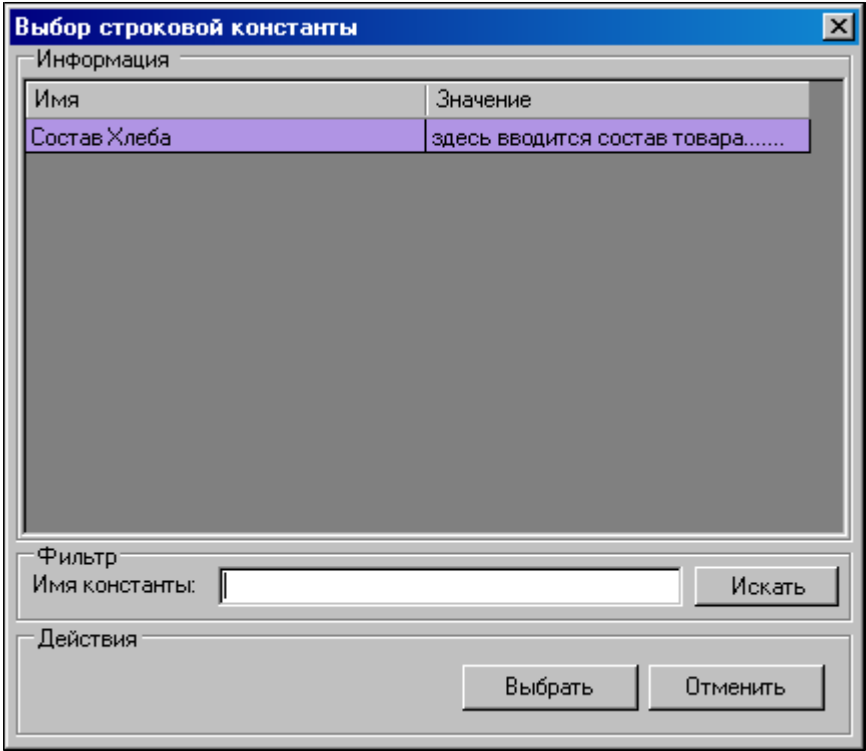 Выбор строковой константы
Информация
Имя Значение
Состав Хлеба здесь вводится состав товара.......
Фильтр
Имя константы: Искать
Действия
Выбрать Отменить